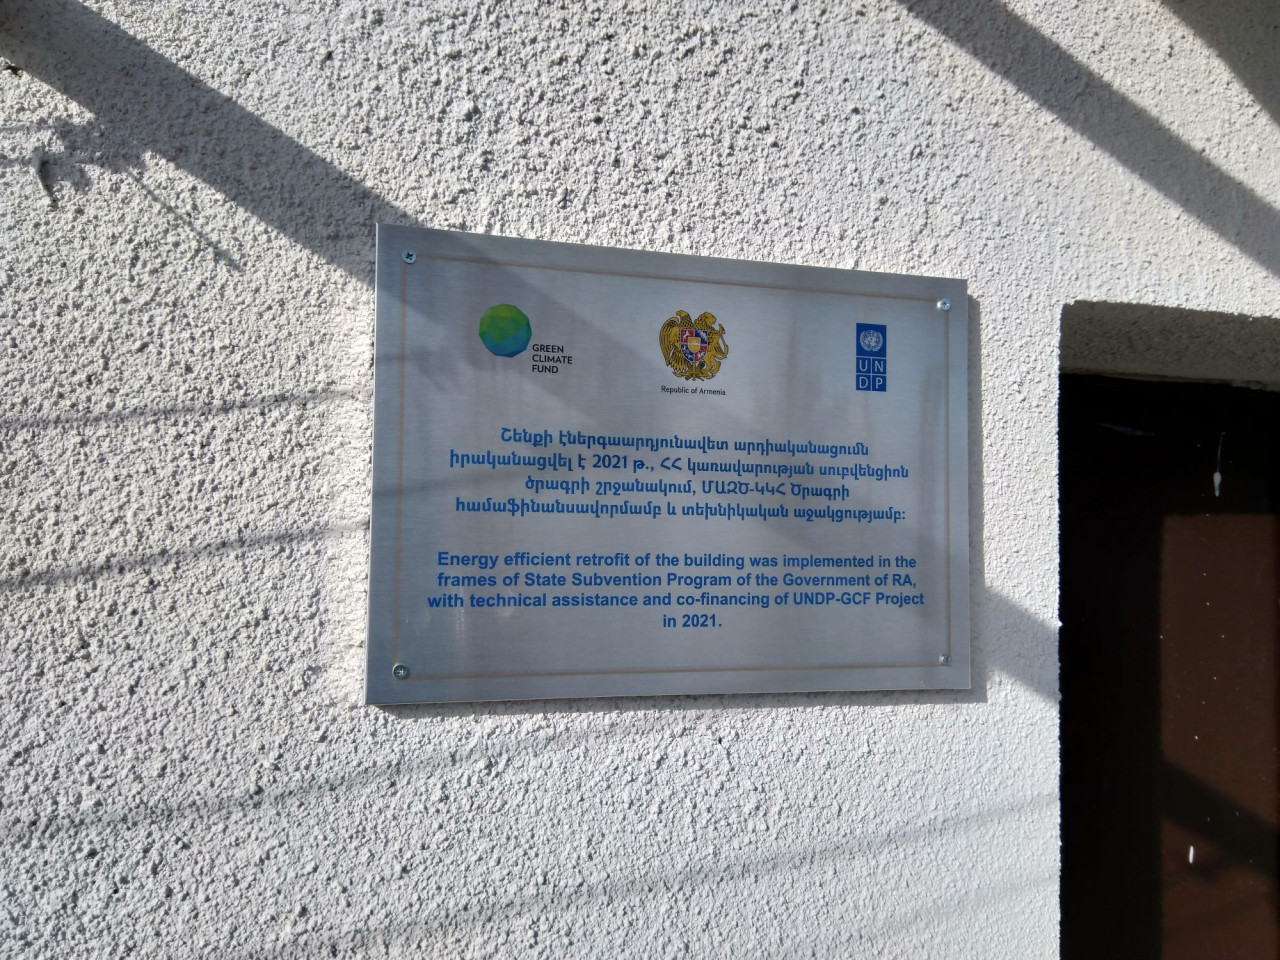 GREEN
CLIMATE
FUND
Republic of Armenia
UN
DP
Շենքի էներգաարդյունավետ արդիականացումն
իրականացվել է 2021 թ., ՀՀ կառավարության սուբվենցիոն
ծրագրի շրջանակում, ՄԱԶԾ-ԿԿՀ Ծրագրի
համաֆինանսավորմամբ և տեխնիկական աջակցությամբ:
Energy efficient retrofit of the building was implemented in the
frames of State Subvention Program of the Government of RA,
with technical assistance and co-financing of UNDP-GCF Project
in 2021.